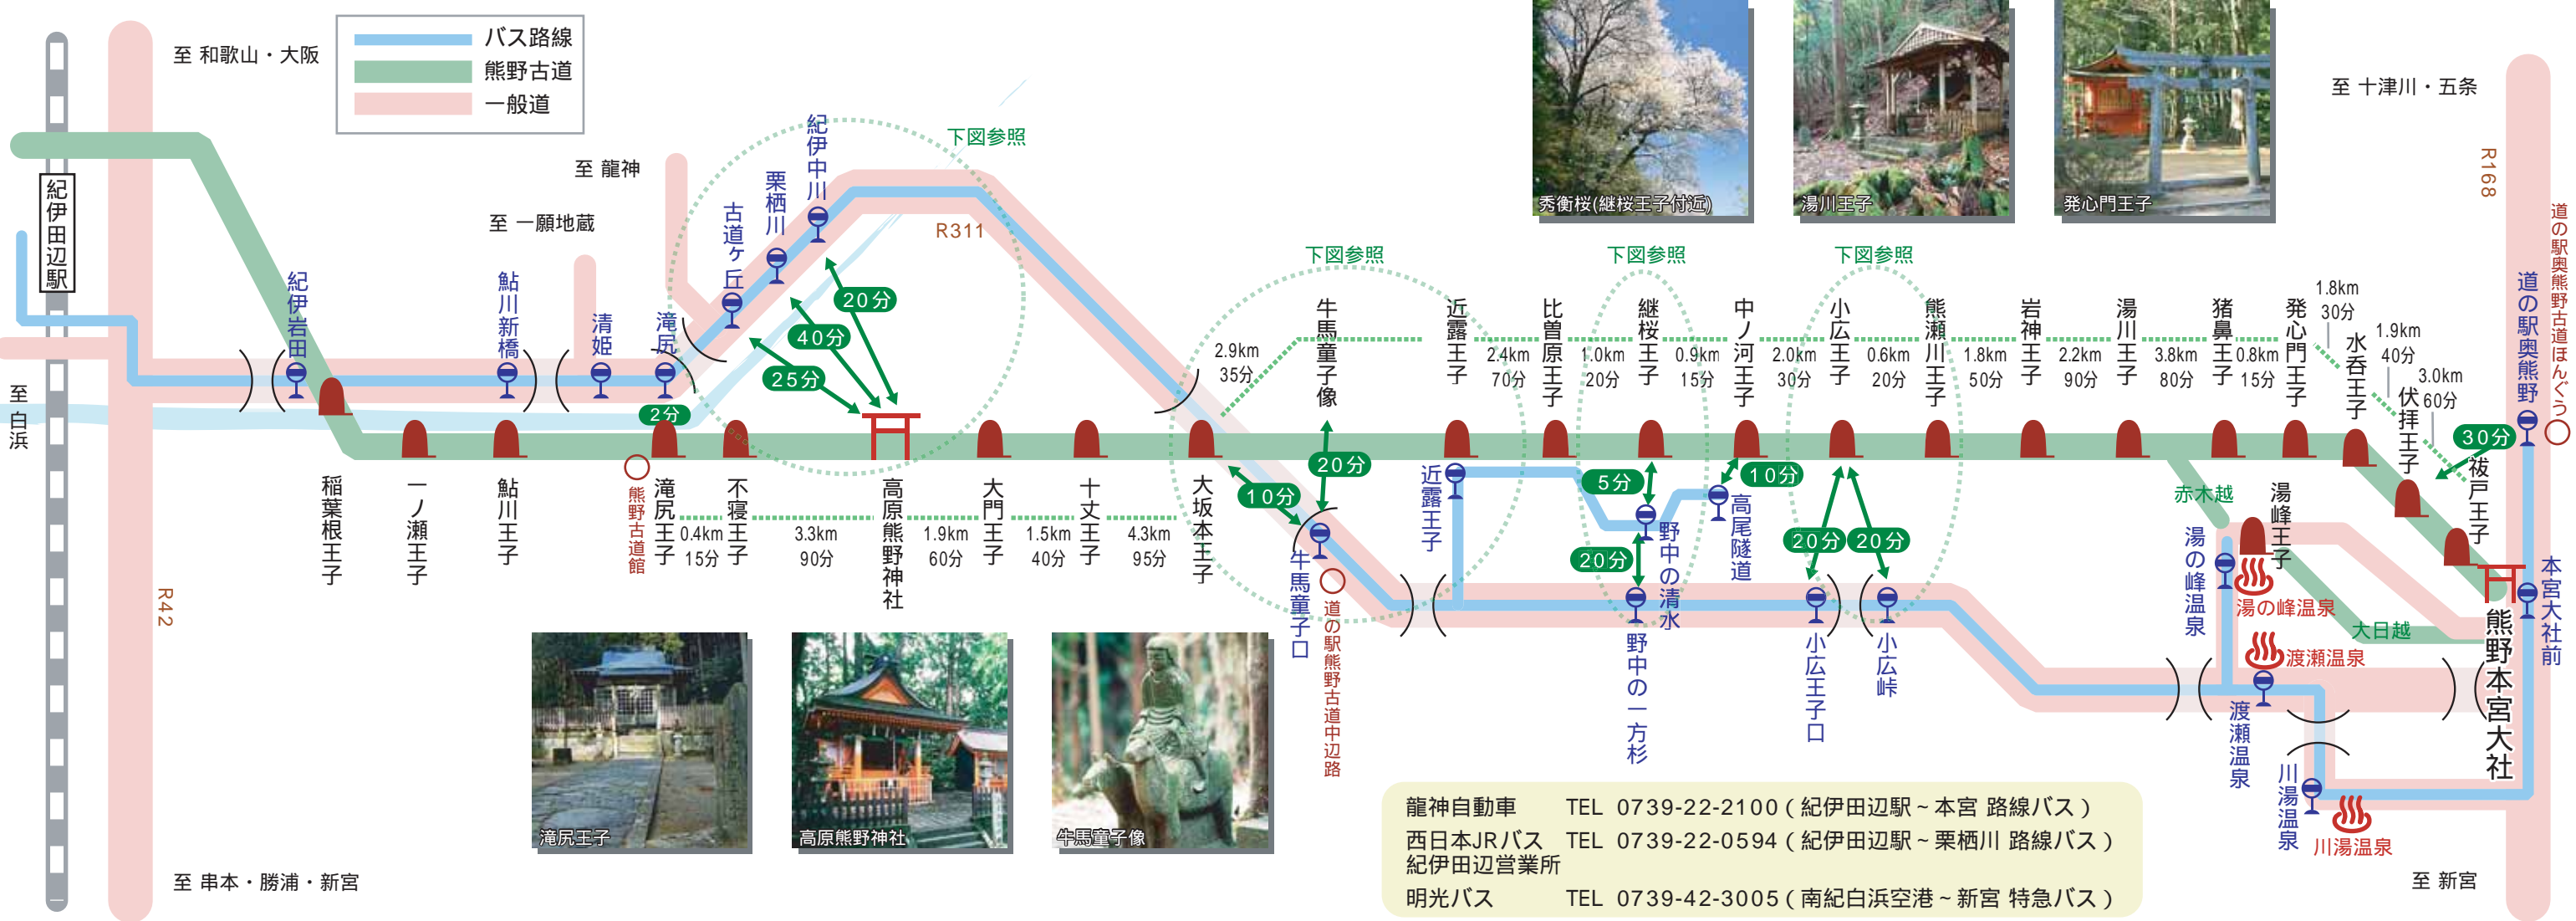 バス路線
熊野古道
一般道
至 和歌山・大阪
紀伊田辺駅
至 白浜
R42
至 串本・勝浦・新宮
至 龍神
至 一願地蔵
紀伊岩田
鮎川新橋
清姫
滝尻
古道ヶ丘
栗栖川
紀伊中川
下図参照
R311
20分
40分
25分
2分
稲葉根王子
一ノ瀬王子
鮎川王子
熊野古道館
滝尻王子
0.4km
15分
不寝王子
3.3km
90分
高原熊野神社
1.9km
60分
大門王子
1.5km
40分
十丈王子
4.3km
95分
大坂本王子
2.9km
35分
下図参照
牛馬童子像
20分
10分
牛馬童子口
道の駅熊野古道中辺路
近露王子
2.4km
70分
比曽原王子
1.0km
20分
下図参照
継桜王子
0.9km
15分
中ノ河王子
2.0km
30分
下図参照
小広王子
0.6km
20分
熊瀬川王子
1.8km
50分
岩神王子
2.2km
90分
湯川王子
3.8km
80分
猪鼻王子
0.8km
15分
発心門王子
1.8km
30分
水呑王子
1.9km
40分
伏拝王子
3.0km
60分
祓戸王子
30分
近露王子
5分
野中の清水
20分
野中の一方杉
10分
高尾隧道
20分
20分
小広王子口
小広峠
赤木越
湯峰王子
湯の峰温泉
湯の峰温泉
大日越
渡瀬温泉
渡瀬温泉
川湯温泉
川湯温泉
熊野本宮大社
本宮大社前
道の駅奥熊野
道の駅奥熊野古道ほんぐう
R168
至 十津川・五条
至 新宮
秀衡桜(継桜王子付近)
湯川王子
発心門王子
滝尻王子
高原熊野神社
牛馬童子像
龍神自動車 TEL 0739-22-2100(紀伊田辺駅~本宮 路線バス)
西日本JRバス TEL 0739-22-0594(紀伊田辺駅~栗栖川 路線バス)
紀伊田辺営業所
明光バス TEL 0739-42-3005(南紀白浜空港~新宮 特急バス)